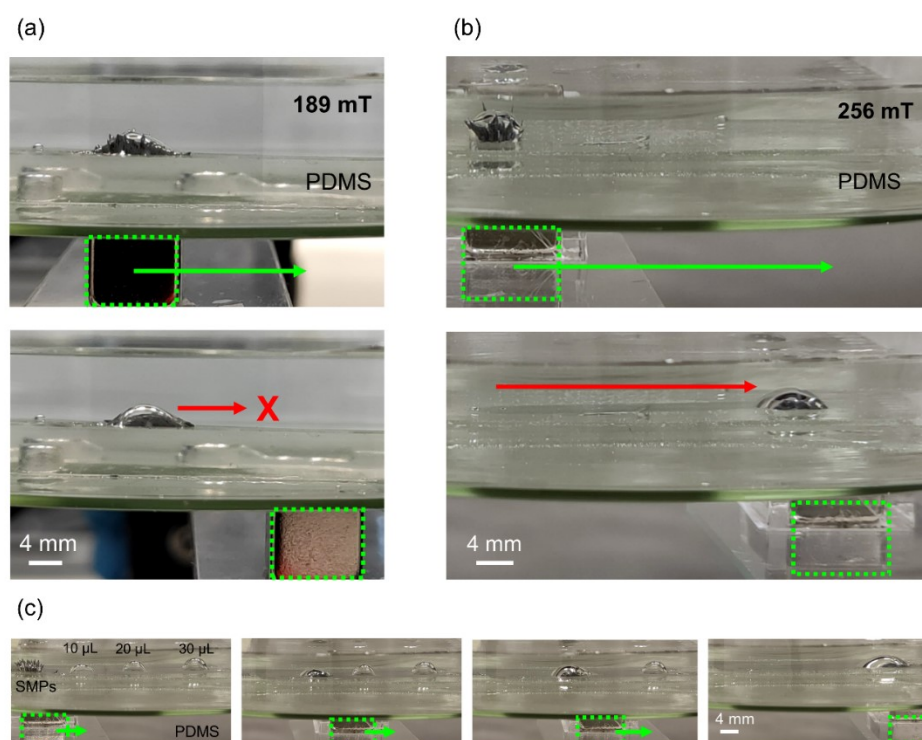 (a)
(b)
189 mT
PDMS
256 mT
PDMS
X
4 mm
4 mm
(c)
10 µL 20 µL 30 µL
SMPs
PDMS
4 mm